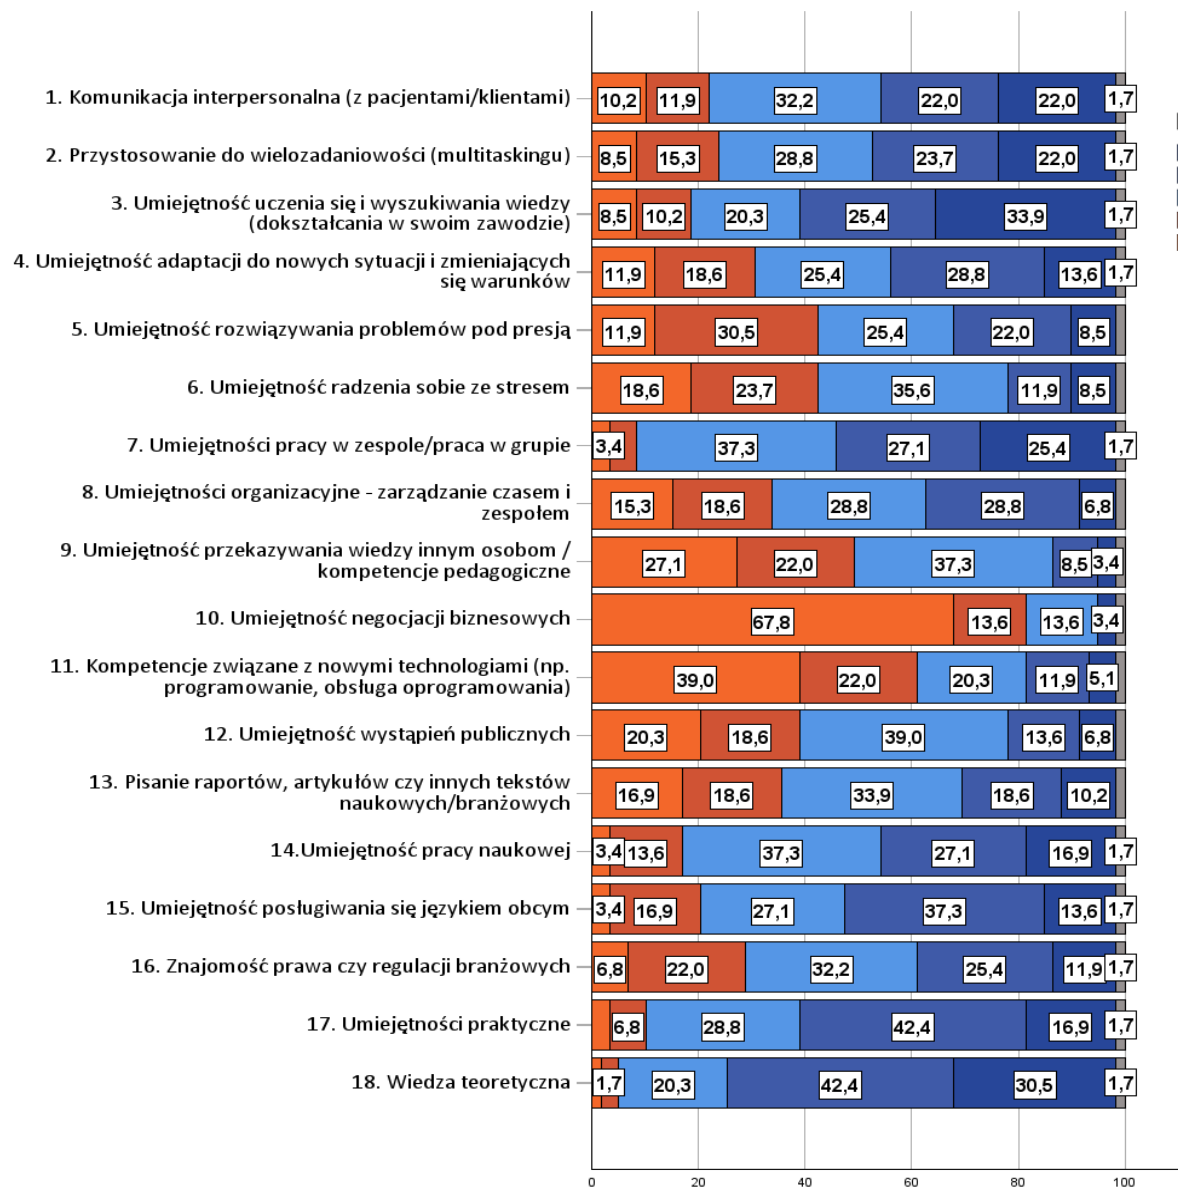 1. Komunikacja interpersonalna (z pacjentami/klientami)
10,2 11,9 32,2 22,0 22,0 1,7
2. Przystosowanie do wielozadaniowości (multitaskingu)
8,5 15,3 28,8 23,7 22,0 1,7
3. Umiejętność uczenia się i wyszukiwania wiedzy
(dokształcania w swoim zawodzie)
8,5 10,2 20,3 25,4 33,9 1,7
4. Umiejętność adaptacji do nowych sytuacji i zmieniających
się warunków
11,9 18,6 25,4 28,8 13,6 1,7
5. Umiejętność rozwiązywania problemów pod presją
11,9 30,5 25,4 22,0 8,5
6. Umiejętność radzenia sobie ze stresem
18,6 23,7 35,6 11,9 8,5
7. Umiejętności pracy w zespole/praca w grupie
3,4 37,3 27,1 25,4 1,7
8. Umiejętności organizacyjne - zarządzanie czasem i
zespołem
15,3 18,6 28,8 28,8 6,8
9. Umiejętność przekazywania wiedzy innym osobom /
kompetencje pedagogiczne
27,1 22,0 37,3 8,5 3,4
10. Umiejętność negocjacji biznesowych
67,8 13,6 13,6 3,4
11. Kompetencje związane z nowymi technologiami (np.
programowanie, obsługa oprogramowania)
39,0 22,0 20,3 11,9 5,1
12. Umiejętność wystąpień publicznych
20,3 18,6 39,0 13,6 6,8
13. Pisanie raportów, artykułów czy innych tekstów
naukowych/branżowych
16,9 18,6 33,9 18,6 10,2
14.Umiejętność pracy naukowej
3,4 13,6 37,3 27,1 16,9 1,7
15. Umiejętność posługiwania się językiem obcym
3,4 16,9 27,1 37,3 13,6 1,7
16. Znajomość prawa czy regulacji branżowych
6,8 22,0 32,2 25,4 11,9 1,7
17. Umiejętności praktyczne
6,8 28,8 42,4 16,9 1,7
18. Wiedza teoretyczna
1,7 20,3 42,4 30,5 1,7
0 20 40 60 80 100